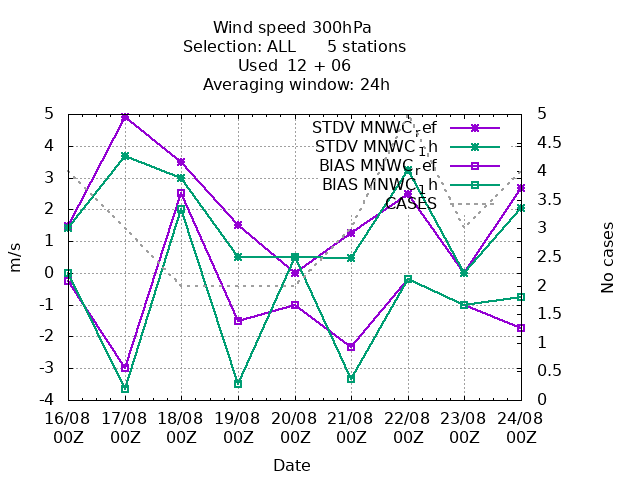 Wind speed 300hPa
Selection: ALL 5 stations
Used 12 + 06
Averaging window: 24h
STDV MNWC_ref
STDV MNWC_1h
BIAS MNWC_ref
BIAS MNWC_1h
CASES
m/s
5
4
3
2
1
0
-1
-2
-3
-4
No cases
5
4.5
4
3.5
3
2.5
2
1.5
1
0.5
0
16/08 17/08 18/08 19/08 20/08 21/08 22/08 23/08 24/08
00Z 00Z 00Z 00Z 00Z 00Z 00Z 00Z 00Z
Date